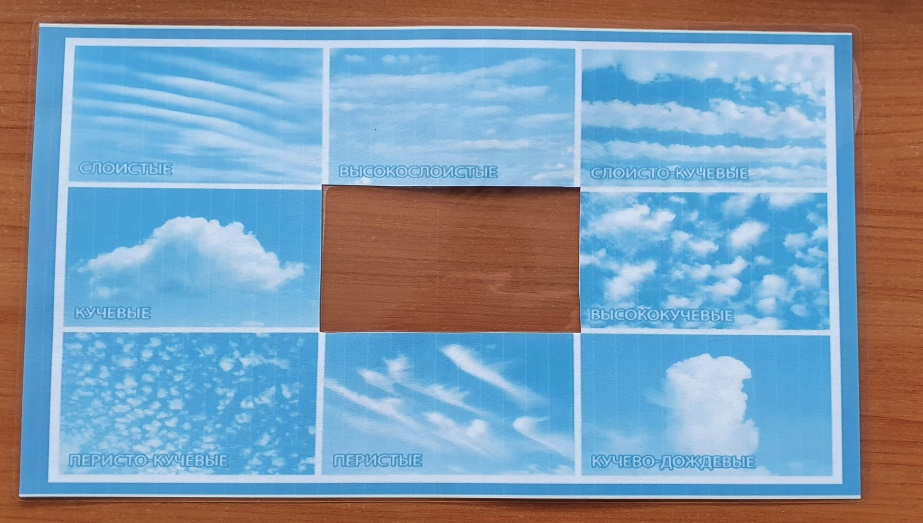 СЛОИСТЫЕ
ВЫСОКОСЛОИСТЫЕ
СЛОИСТО-КУЧЕВЫЕ
КУЧЕВЫЕ
ВЫСОКОКУЧЕВЫЕ
ПЕРИСТО-КУЧЕВЫЕ
ПЕРИСТЫЕ
КУЧЕВО-ДОЖДЕВЫЕ